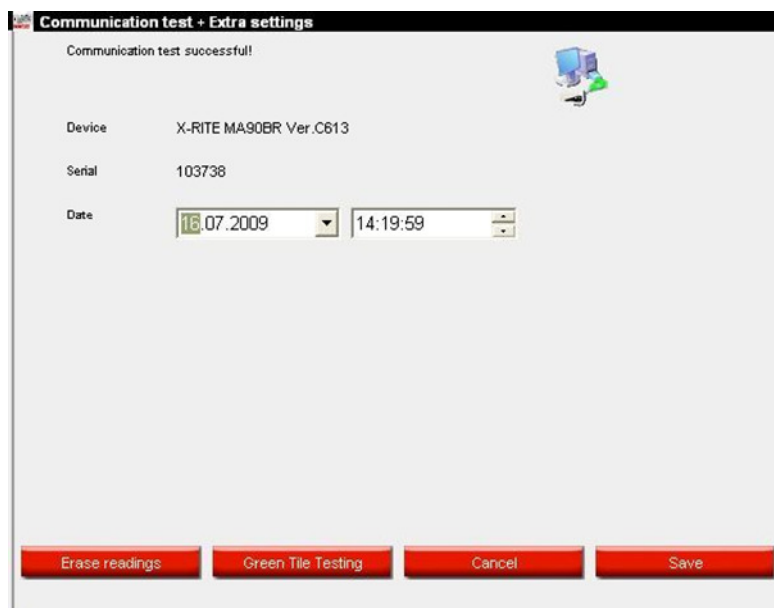 Communication test + Extra settings
Communication test successful!
Device X-RITE MA90BR Ver.C613
Serial 103738
Date 16.07.2009 14:19:59
Erase readings Green Tile Testing Cancel Save